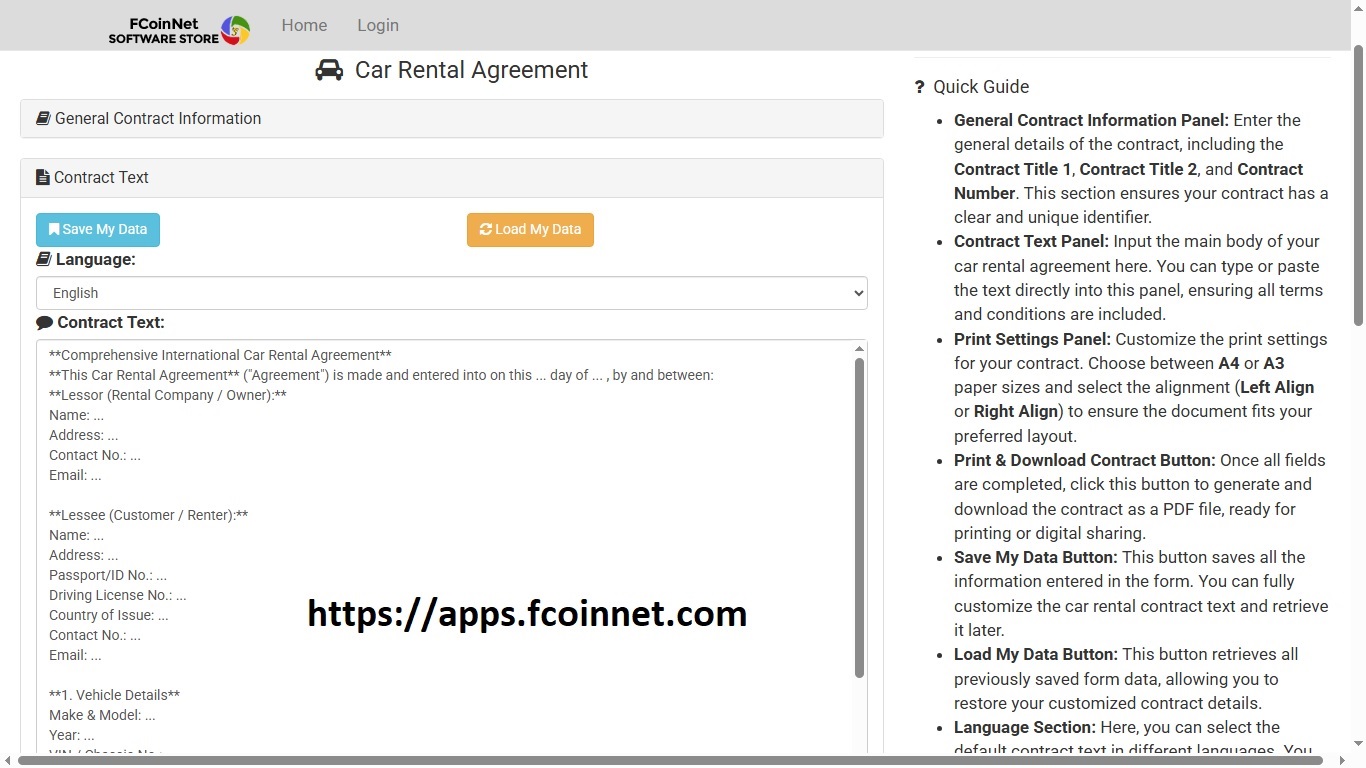 FCoinNet
SOFTWARE STORE
Home
Login
Car Rental Agreement
General Contract Information
Contract Text
Save My Data
Load My Data
Language:
English
Contract Text:
**Comprehensive International Car Rental Agreement**
**This Car Rental Agreement** ("Agreement") is made and entered into on this ... day of ... , by and between:
**Lessor (Rental Company / Owner):**
Name: ...
Address: ...
Contact No.: ...
Email: ...
**Lessee (Customer / Renter):**
Name: ...
Address: ...
Passport/ID No.: ...
Driving License No.: ...
Country of Issue: ...
Contact No.: ...
Email: ...
**1. Vehicle Details**
Make & Model: ...
Year: ...
VIN / Chassis No.: ...
https://apps.fcoinnet.com
? Quick Guide
• General Contract Information Panel: Enter the
general details of the contract, including the
Contract Title 1, Contract Title 2, and Contract
Number. This section ensures your contract has a
clear and unique identifier.
• Contract Text Panel: Input the main body of your
car rental agreement here. You can type or paste
the text directly into this panel, ensuring all terms
and conditions are included.
• Print Settings Panel: Customize the print settings
for your contract. Choose between A4 or A3
paper sizes and select the alignment (Left Align
or Right Align) to ensure the document fits your
preferred layout.
• Print & Download Contract Button: Once all fields
are completed, click this button to generate and
download the contract as a PDF file, ready for
printing or digital sharing.
• Save My Data Button: This button saves all the
information entered in the form. You can fully
customize the car rental contract text and retrieve
it later.
• Load My Data Button: This button retrieves all
previously saved form data, allowing you to
restore your customized contract details.
• Language Section: Here, you can select the
default contract text in different languages. You